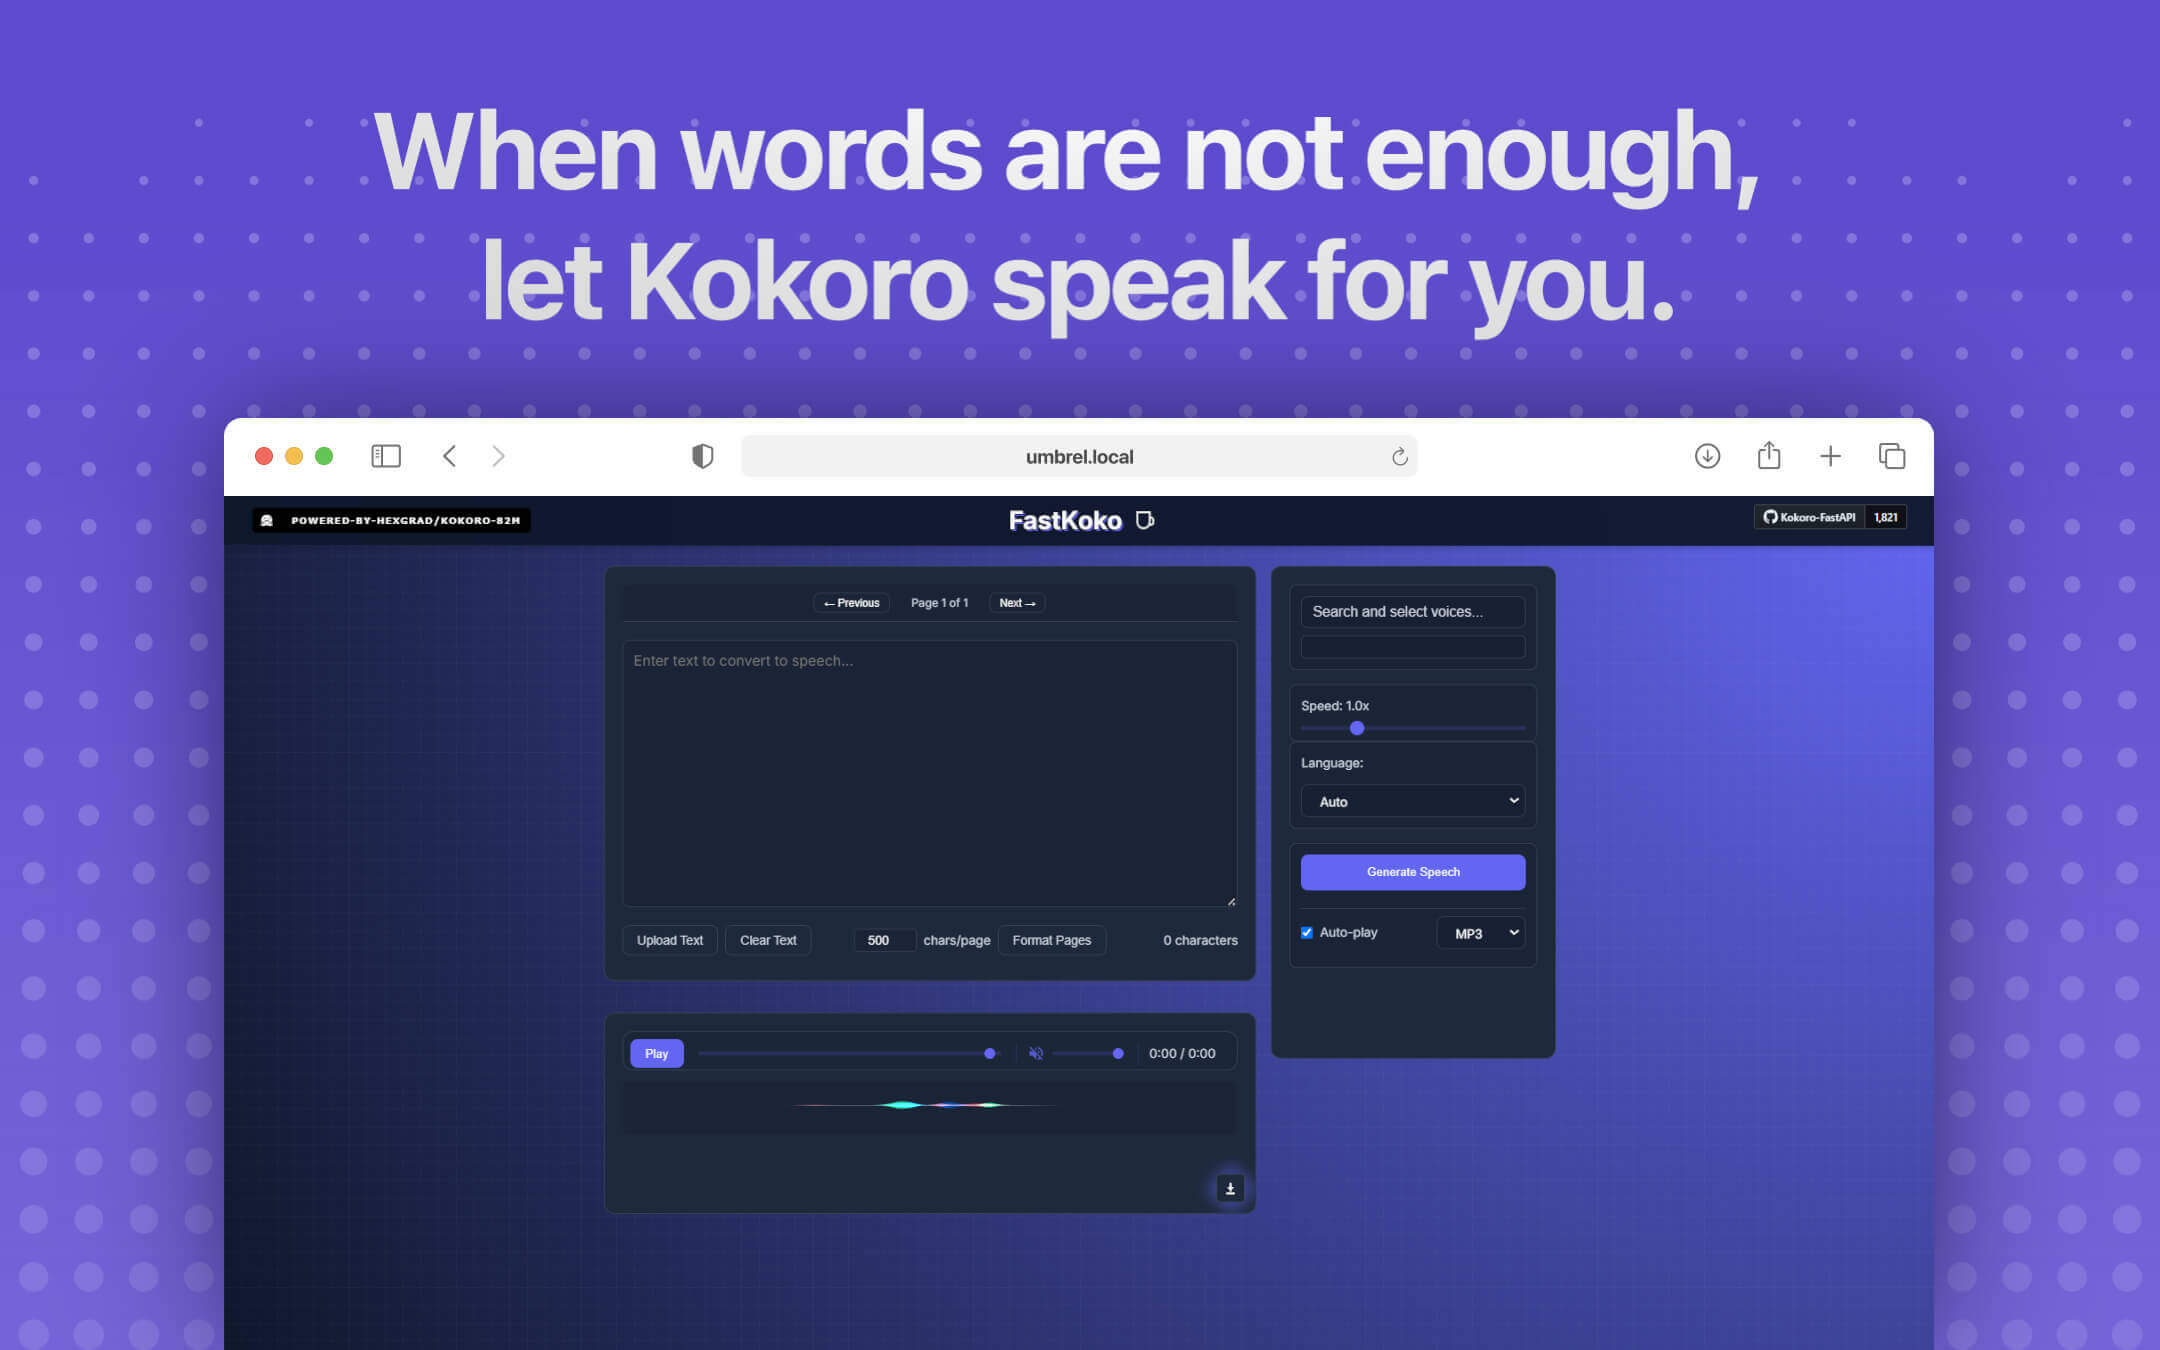 When words are not enough,
let Kokoro speak for you.
umbrel.local
POWERED-BY-HEXGRAD/KOKORO-82M
FastKoko
Kokoro-FastAPI 1,821
← Previous Page 1 of 1 Next →
Enter text to convert to speech...
Upload Text Clear Text 500 chars/page Format Pages 0 characters
Search and select voices...
Speed: 1.0x
Language:
Auto
Generate Speech
Auto-play MP3
Play 0:00 / 0:00